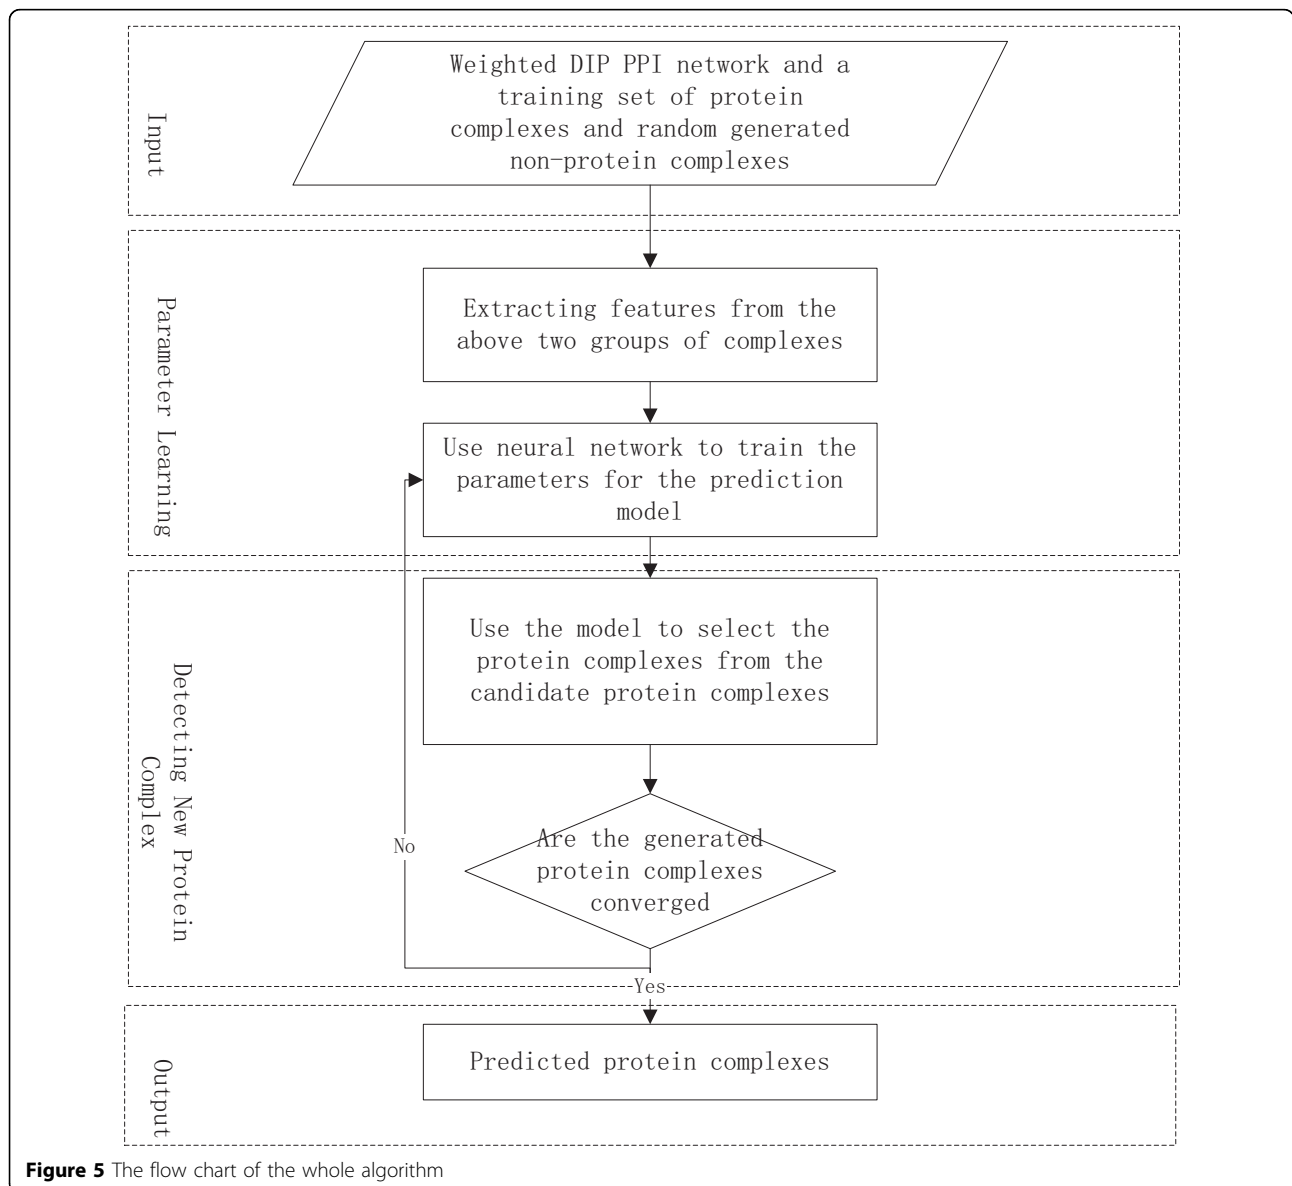 Input
Weighted DIP PPI network and a
training set of protein
complexes and random generated
non-protein complexes
Parameter Learning
Extracting features from the
above two groups of complexes
Use neural network to train the
parameters for the prediction
model
Detecting New Protein
Complex
Use the model to select the
protein complexes from the
candidate protein complexes
Are the generated
protein complexes
converged
No
Yes
Output
Predicted protein complexes
Figure 5 The flow chart of the whole algorithm